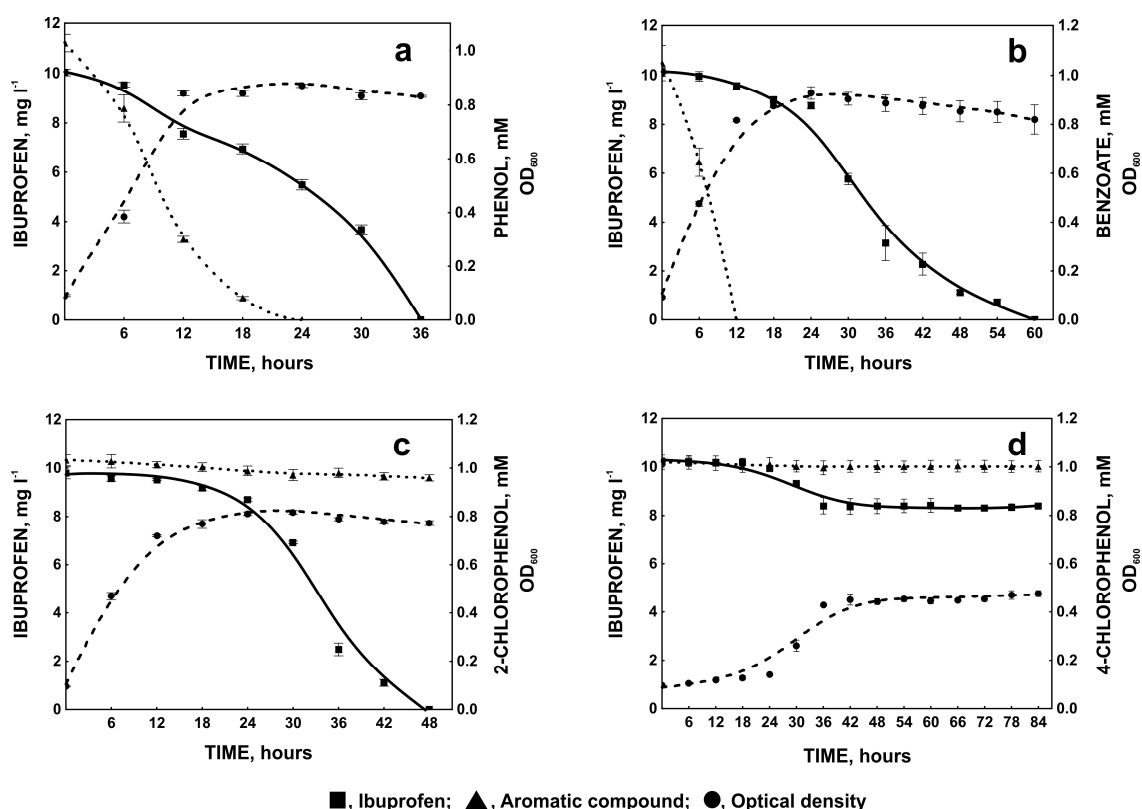 a
12
10
8
6
4
2
0
IBUPROFEN, mg l-1
1.0
0.8
0.6
0.4
0.2
0.0
PHENOL, mM
OD600
6 12 18 24 30 36
TIME, hours
b
12
10
8
6
4
2
0
IBUPROFEN, mg l-1
1.2
1.0
0.8
0.6
0.4
0.2
0.0
BENZOATE, mM
OD600
6 12 18 24 30 36 42 48 54 60
TIME, hours
c
12
10
8
6
4
2
0
IBUPROFEN, mg l-1
1.2
1.0
0.8
0.6
0.4
0.2
0.0
2-CHLOROPHENOL, mM
OD600
6 12 18 24 30 36 42 48
TIME, hours
d
12
10
8
6
4
2
0
IBUPROFEN, mg l-1
1.2
1.0
0.8
0.6
0.4
0.2
0.0
4-CHLOROPHENOL, mM
OD600
6 12 18 24 30 36 42 48 54 60 66 72 78 84
TIME, hours
■, Ibuprofen; ▲, Aromatic compound; ●, Optical density